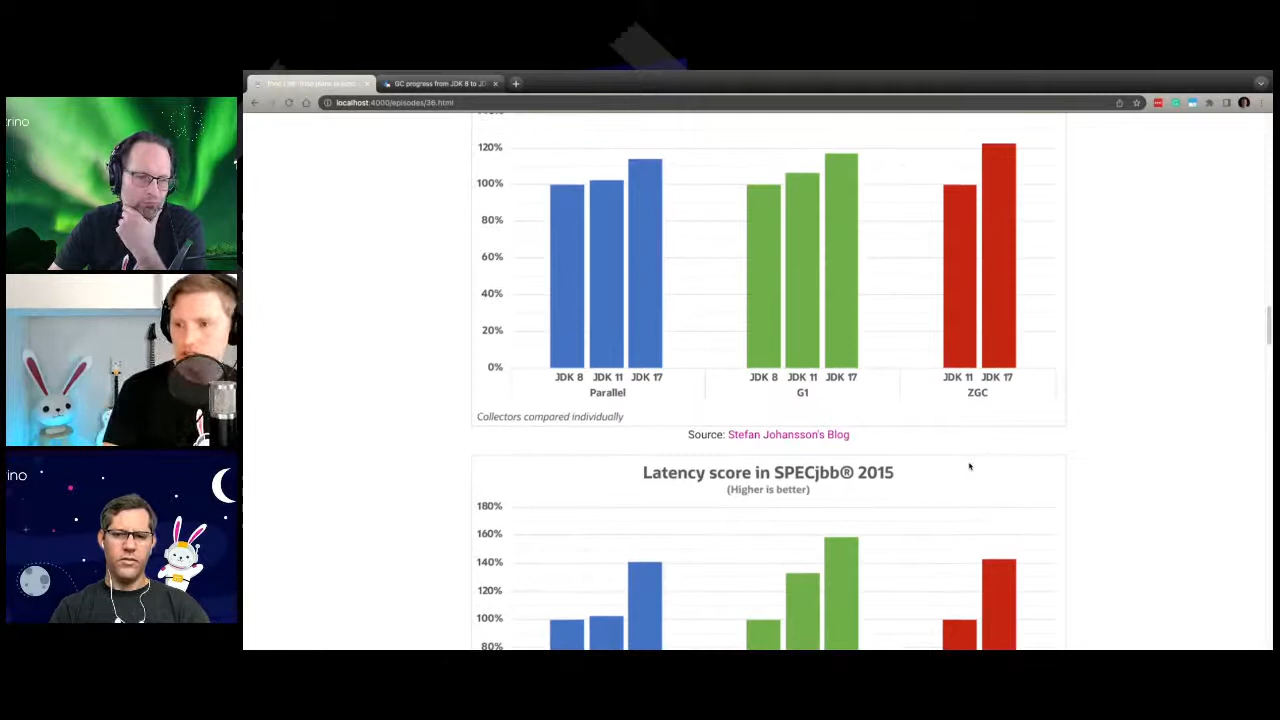 GC progress from JDK 8 to JD
localhost:4000/episodes/36.html
rino
120%
100%
80%
60%
40%
20%
0%
JDK 8 JDK 11 JDK 17
JDK 8 JDK 11 JDK 17
JDK 11 JDK 17
Parallel
G1
ZGC
Collectors compared individually
Source: Stefan Johansson's Blog
Latency score in SPECjbb® 2015
(Higher is better)
180%
160%
140%
120%
100%
80%
ino